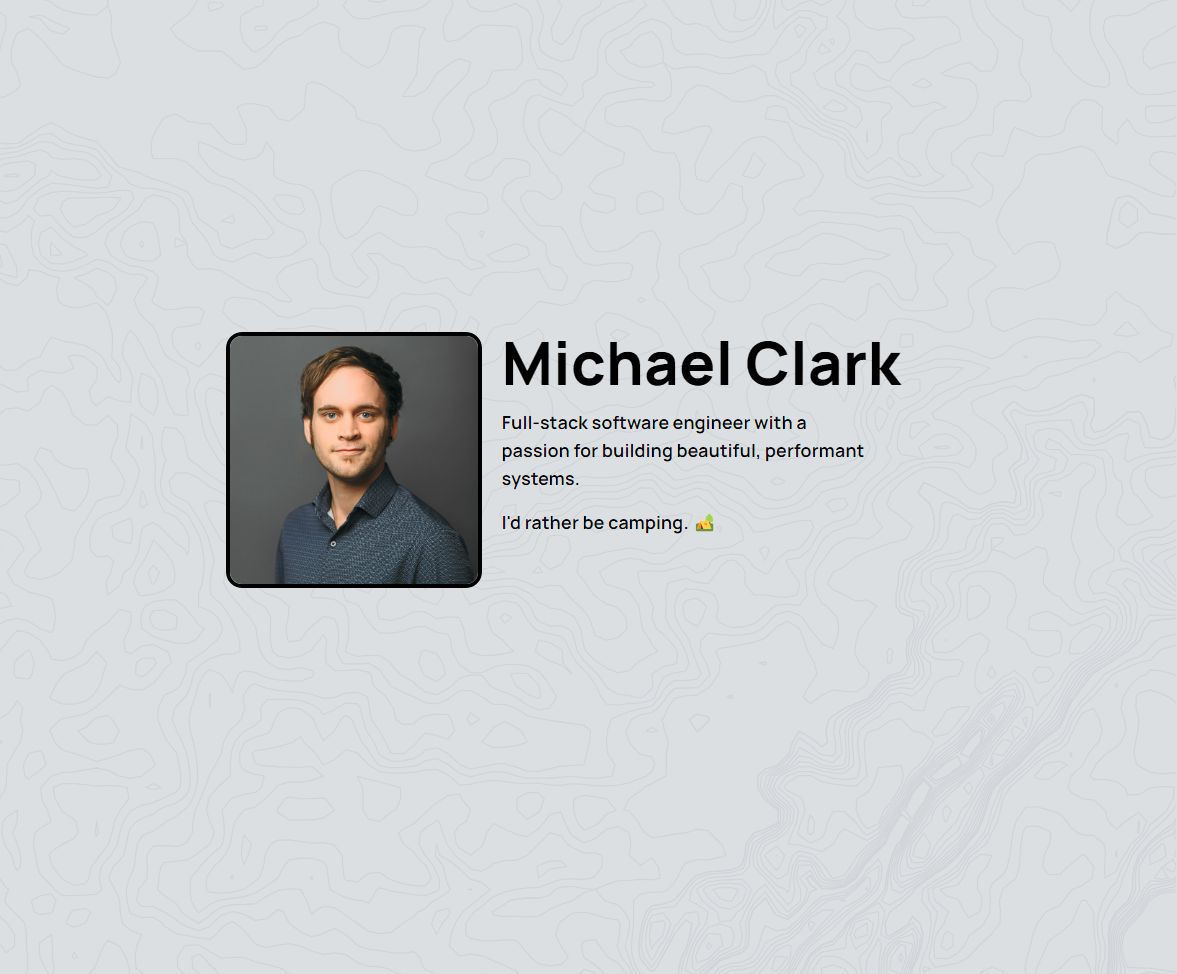 Michael Clark
Full-stack software engineer with a
passion for building beautiful, performant
systems.
I'd rather be camping. 🏕️